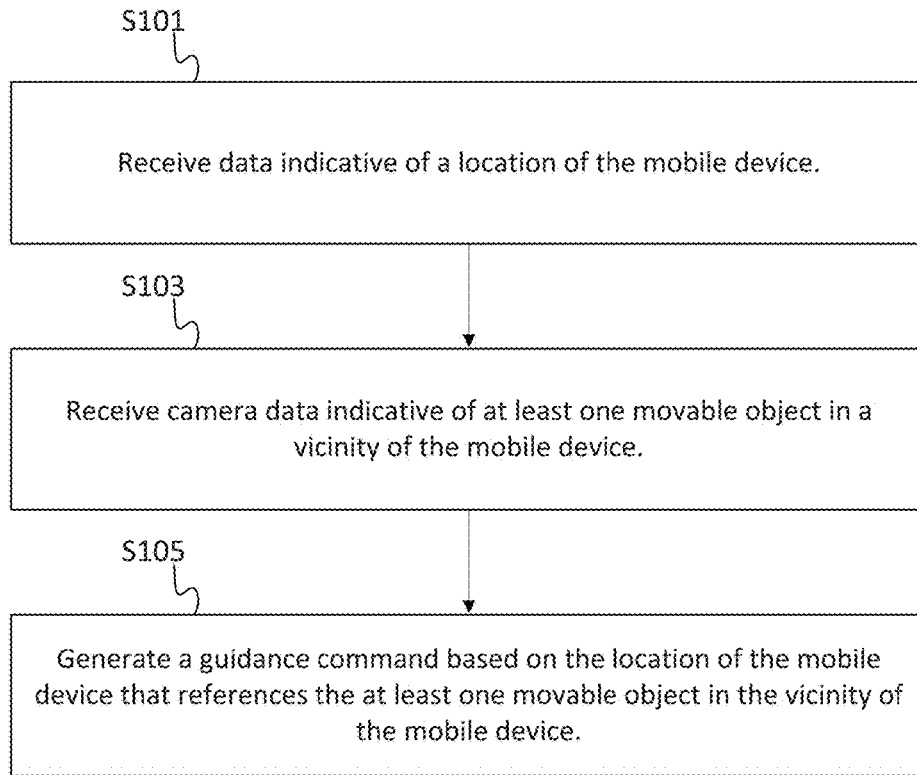 S101
Receive data indicative of a location of the mobile device.
S103
Receive camera data indicative of at least one movable object in a
vicinity of the mobile device.
S105
Generate a guidance command based on the location of the mobile
device that references the at least one movable object in the vicinity of
the mobile device.